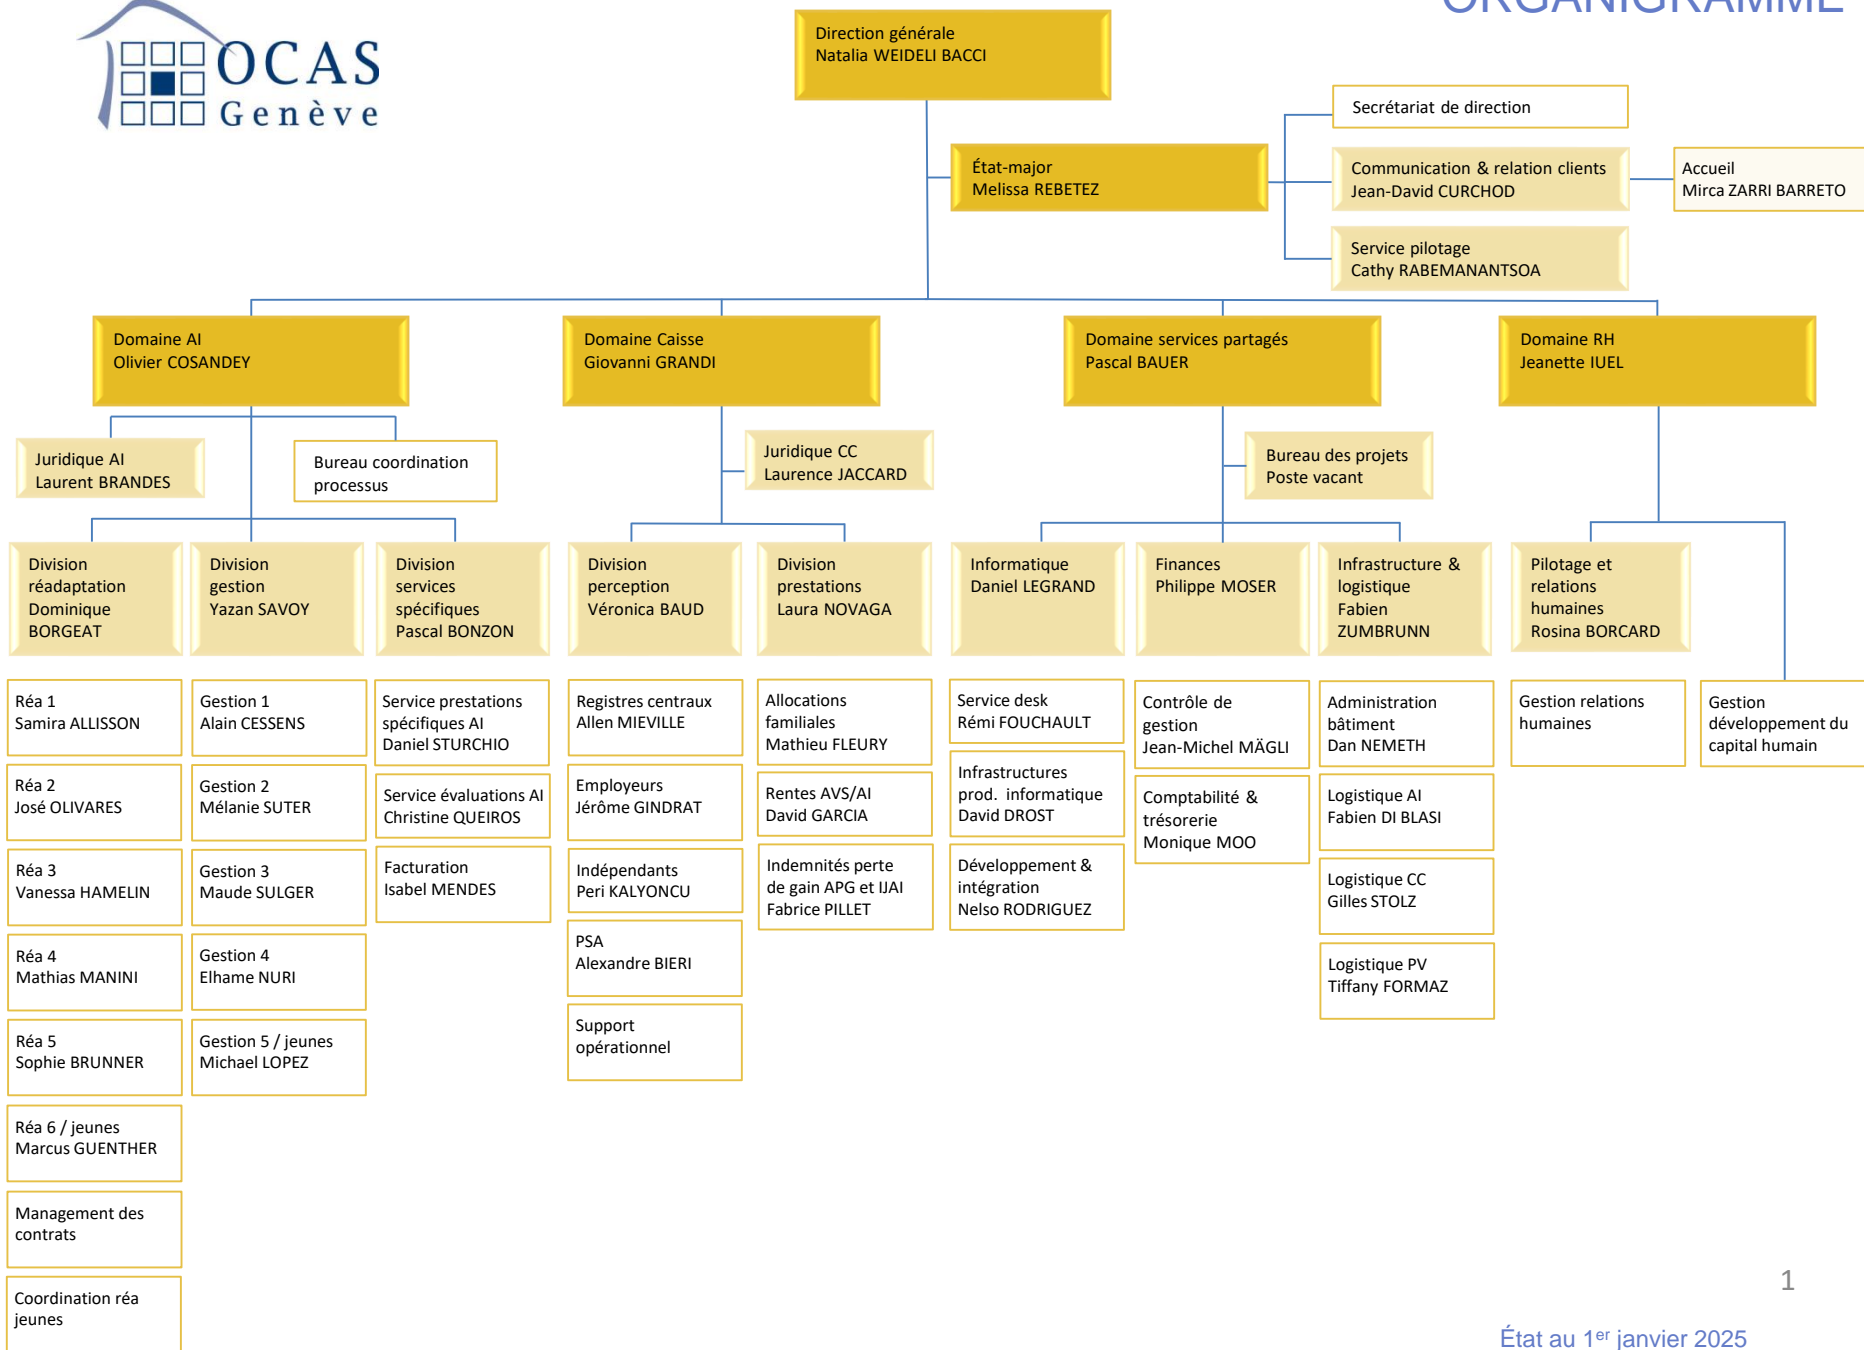 ORGANIGRAMME
OCAS
Genève
Direction générale
Natalia WEIDELI BACCI
Secrétariat de direction
État-major
Melissa REBETEZ
Communication & relation clients
Jean-David CURCHOD
Accueil
Mirca ZARRI BARRETO
Service pilotage
Cathy RABEMANANTSOA
Domaine AI
Olivier COSANDEY
Domaine Caisse
Giovanni GRANDI
Domaine services partagés
Pascal BAUER
Domaine RH
Jeanette IUEL
Juridique AI
Laurent BRANDES
Bureau coordination
processus
Juridique CC
Laurence JACCARD
Bureau des projets
Poste vacant
Division
réadaptation
Dominique
BORGEAT
Division
gestion
Yazan SAVOY
Division
services
spécifiques
Pascal BONZON
Division
perception
Véronica BAUD
Division
prestations
Laura NOVAGA
Informatique
Daniel LEGRAND
Finances
Philippe MOSER
Infrastructure &
logistique
Fabien
ZUMBRUNN
Pilotage et
relations
humaines
Rosina BORCARD
Réa 1
Samira ALLISSON
Réa 2
José OLIVARES
Réa 3
Vanessa HAMELIN
Réa 4
Mathias MANINI
Réa 5
Sophie BRUNNER
Réa 6 / jeunes
Marcus GUENTHER
Management des
contrats
Coordination réa
jeunes
Gestion 1
Alain CESSENS
Gestion 2
Mélanie SUTER
Gestion 3
Maude SULGER
Gestion 4
Elhame NURI
Gestion 5 / jeunes
Michael LOPEZ
Service prestations
spécifiques AI
Daniel STURCHIO
Service évaluations AI
Christine QUEIROS
Facturation
Isabel MENDES
Registres centraux
Allen MIEVILLE
Employeurs
Jérôme GINDRAT
Indépendants
Peri KALYONCU
PSA
Alexandre BIERI
Support
opérationnel
Allocations
familiales
Mathieu FLEURY
Rentes AVS/AI
David GARCIA
Indemnités perte
de gain APG et IJAI
Fabrice PILLET
Service desk
Rémi FOUCHAULT
Infrastructures
prod. informatique
David DROST
Développement &
intégration
Nelso RODRIGUEZ
Contrôle de
gestion
Jean-Michel MÄGLI
Comptabilité &
trésorerie
Monique MOO
Administration
bâtiment
Dan NEMETH
Logistique AI
Fabien DI BLASI
Logistique CC
Gilles STOLZ
Logistique PV
Tiffany FORMAZ
Gestion relations
humaines
Gestion
développement du
capital humain
1
État au 1er janvier 2025